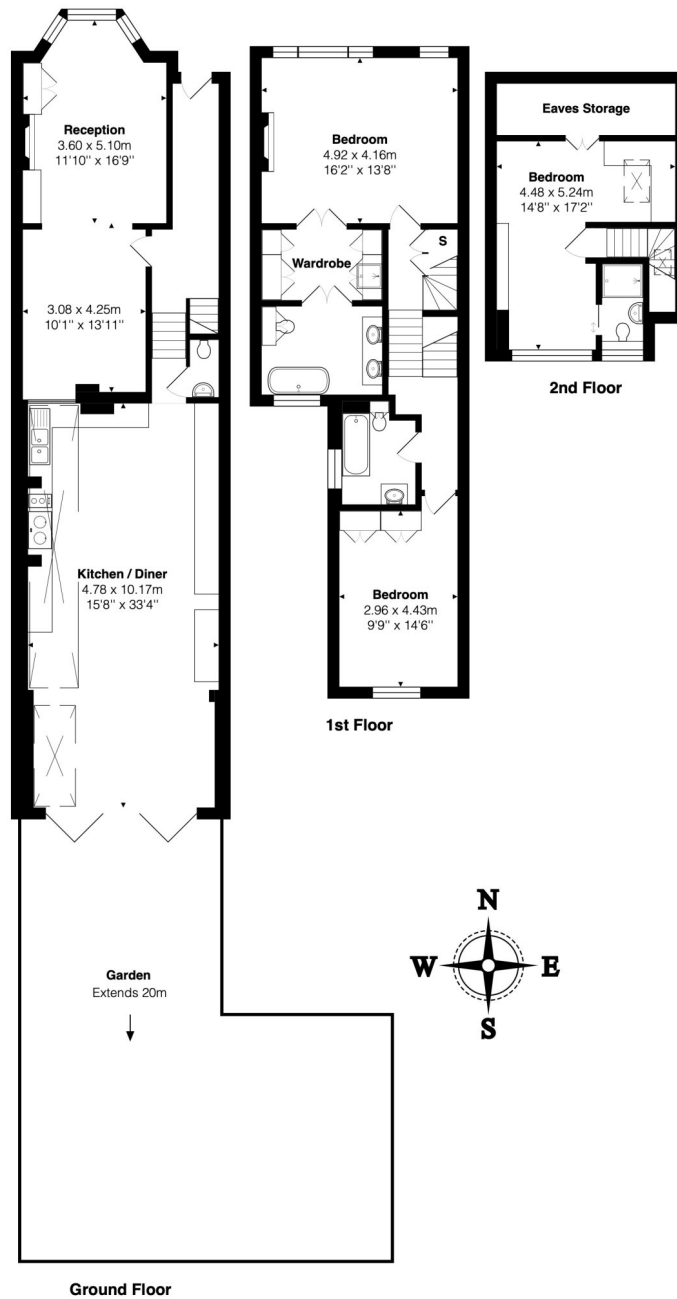 Reception
3.60 x 5.10m
11'10" x 16'9"
3.08 x 4.25m
10'1" x 13'11"
Kitchen / Diner
4.78 x 10.17m
15'8" x 33'4"
Garden
Extends 20m
Ground Floor
Bedroom
4.92 x 4.16m
16'2" x 13'8"
S
Wardrobe
Bedroom
2.96 x 4.43m
9'9" x 14'6"
1st Floor
Eaves Storage
Bedroom
4.48 x 5.24m
14'8" x 17'2"
2nd Floor
N
W E
S